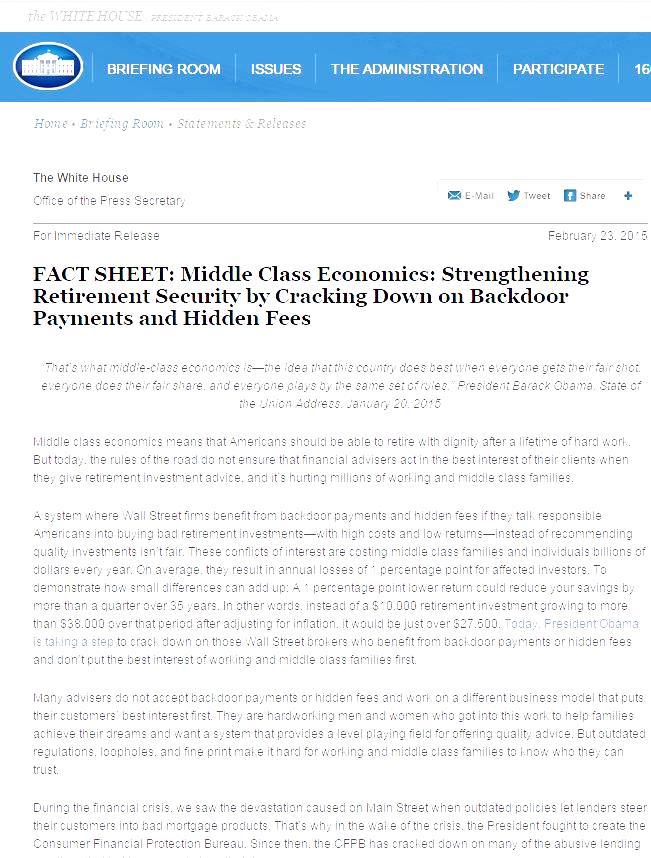 the WHITE HOUSE PRESIDENT BARACK OBAMA
BRIEFING ROOM ISSUES THE ADMINISTRATION PARTICIPATE 16
Home • Briefing Room • Statements & Releases
The White House
Office of the Press Secretary
E-Mail Tweet Share +
For Immediate Release February 23, 2015
FACT SHEET: Middle Class Economics: Strengthening
Retirement Security by Cracking Down on Backdoor
Payments and Hidden Fees
"That's what middle-class economics is—the idea that this country does best when everyone gets their fair shot,
everyone does their fair share, and everyone plays by the same set of rules." President Barack Obama, State of
the Union Address, January 20, 2015
Middle class economics means that Americans should be able to retire with dignity after a lifetime of hard work.
But today, the rules of the road do not ensure that financial advisers act in the best interest of their clients when
they give retirement investment advice, and it's hurting millions of working and middle class families.
A system where Wall Street firms benefit from backdoor payments and hidden fees if they talk responsible
Americans into buying bad retirement investments—with high costs and low returns—instead of recommending
quality investments isn't fair. These conflicts of interest are costing middle class families and individuals billions of
dollars every year. On average, they result in annual losses of 1 percentage point for affected investors. To
demonstrate how small differences can add up: A 1 percentage point lower return could reduce your savings by
more than a quarter over 35 years. In other words, instead of a $10,000 retirement investment growing to more
than $38,000 over that period after adjusting for inflation, it would be just over $27,500. Today, President Obama
is taking a step to crack down on those Wall Street brokers who benefit from backdoor payments or hidden fees
and don't put the best interest of working and middle class families first.
Many advisers do not accept backdoor payments or hidden fees and work on a different business model that puts
their customers' best interest first. They are hardworking men and women who got into this work to help families
achieve their dreams and want a system that provides a level playing field for offering quality advice. But outdated
regulations, loopholes, and fine print make it hard for working and middle class families to know who they can
trust.
During the financial crisis, we saw the devastation caused on Main Street when outdated policies let lenders steer
their customers into bad mortgage products. That's why in the wake of the crisis, the President fought to create the
Consumer Financial Protection Bureau. Since then, the CFPB has cracked down on many of the abusive lending